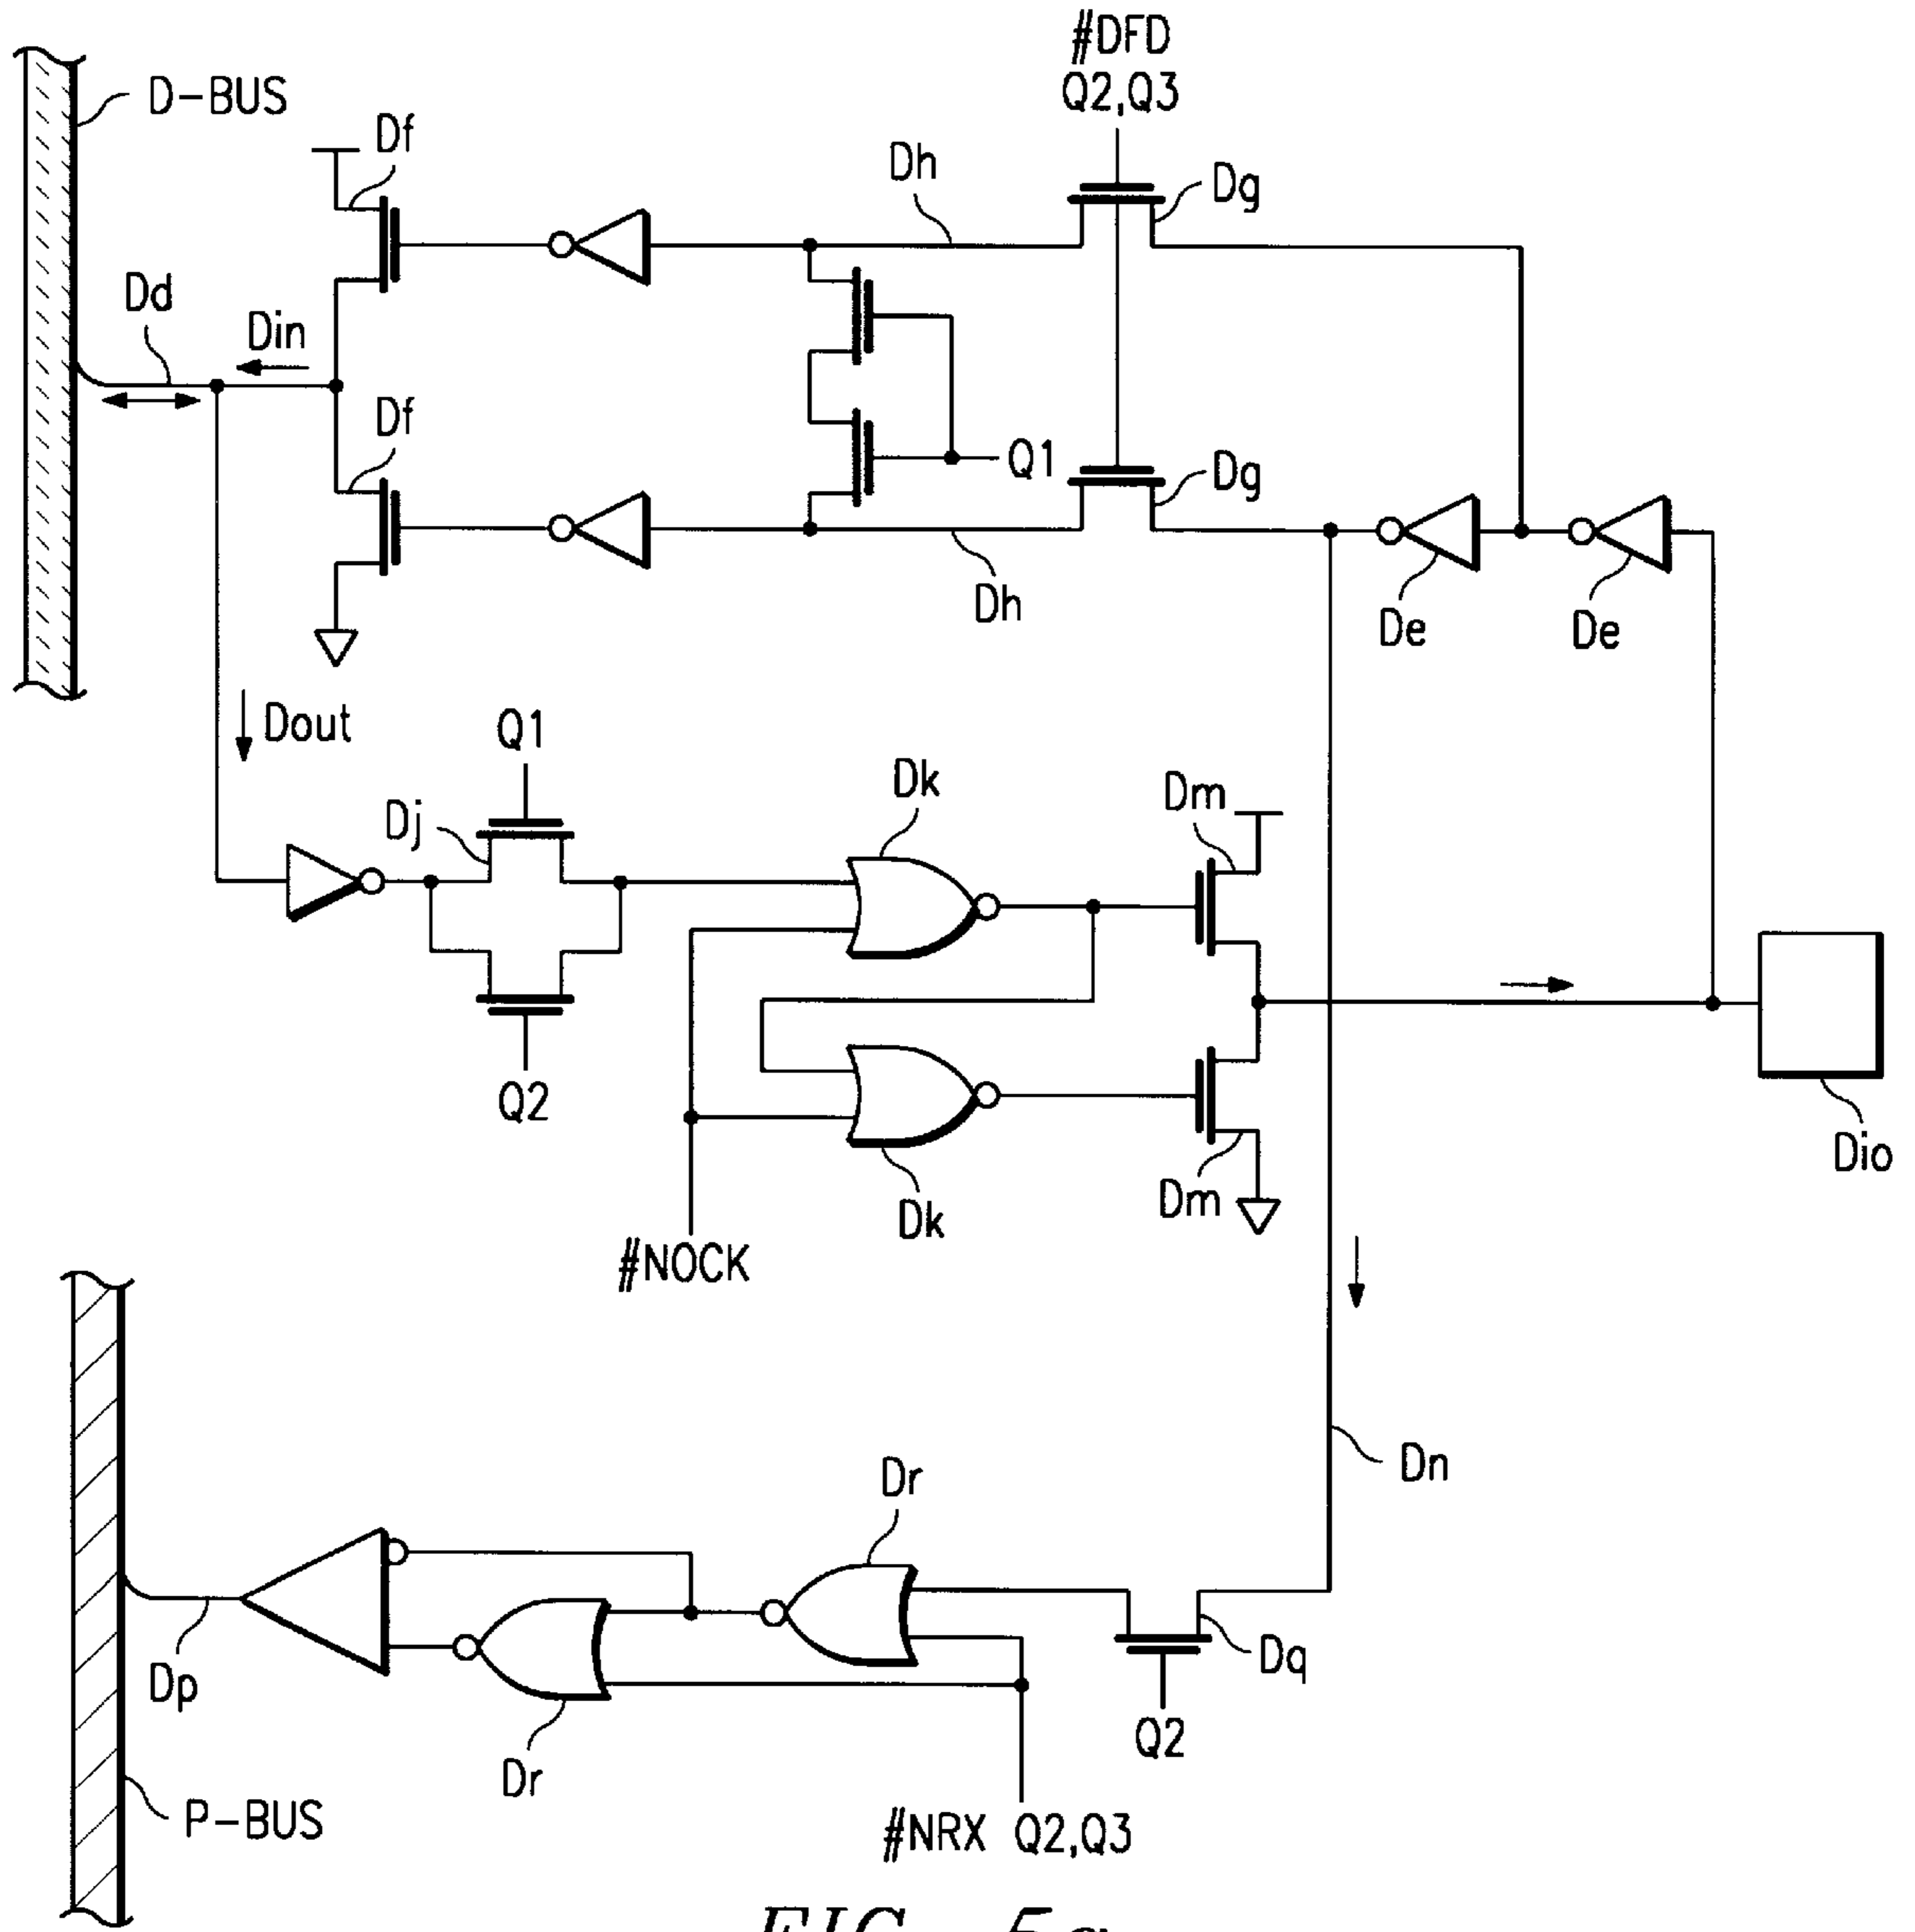 #DFD
Q2,Q3
D-BUS
Df
Dh
Dg
Dd
Din
Df
Q1
Dg
Dh
De
De
Dout
Q1
Dj
Dk
Dm
Q2
Dk
Dm
Dio
#NOCK
Dn
Dr
Dp
Dq
Dr
Q2
P-BUS
#NRX Q2,Q3